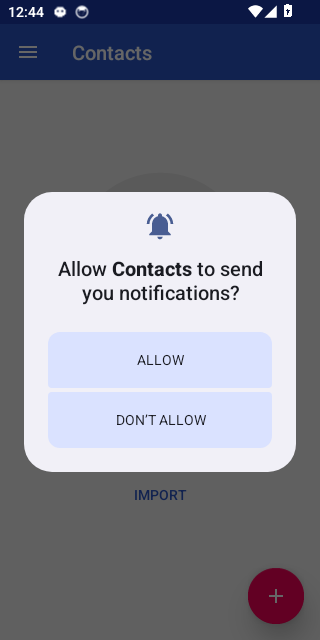 12:44
Contacts
Allow Contacts to send
you notifications?
ALLOW
DON'T ALLOW
IMPORT